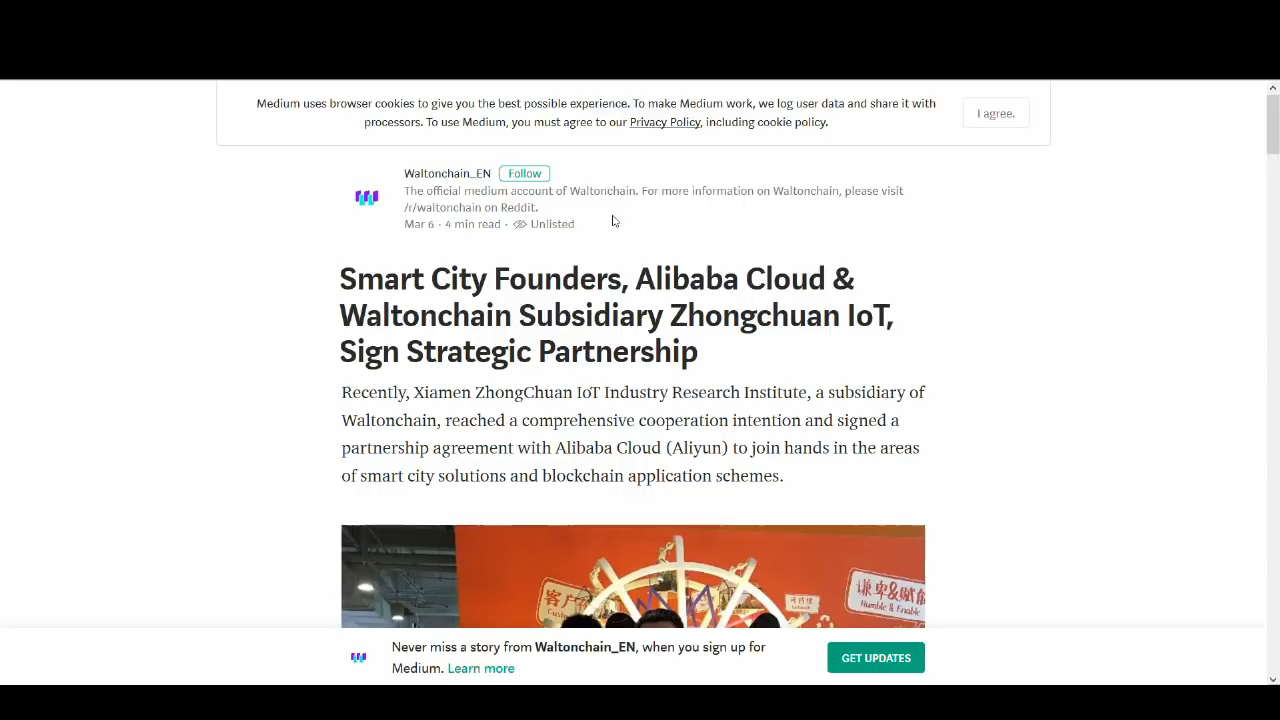 Medium uses browser cookies to give you the best possible experience. To make Medium work, we log user data and share it with
processors. To use Medium, you must agree to our Privacy Policy, including cookie policy.
I agree.
Waltonchain_EN Follow
The official medium account of Waltonchain. For more information on Waltonchain, please visit
/r/waltonchain on Reddit.
Mar 6 · 4 min read · Unlisted
Smart City Founders, Alibaba Cloud &
Waltonchain Subsidiary Zhongchuan IoT,
Sign Strategic Partnership
Recently, Xiamen ZhongChuan IoT Industry Research Institute, a subsidiary of
Waltonchain, reached a comprehensive cooperation intention and signed a
partnership agreement with Alibaba Cloud (Aliyun) to join hands in the areas
of smart city solutions and blockchain application schemes.
客户
谦卑&赋能
Humble & Enable
Never miss a story from Waltonchain_EN, when you sign up for
Medium. Learn more
GET UPDATES